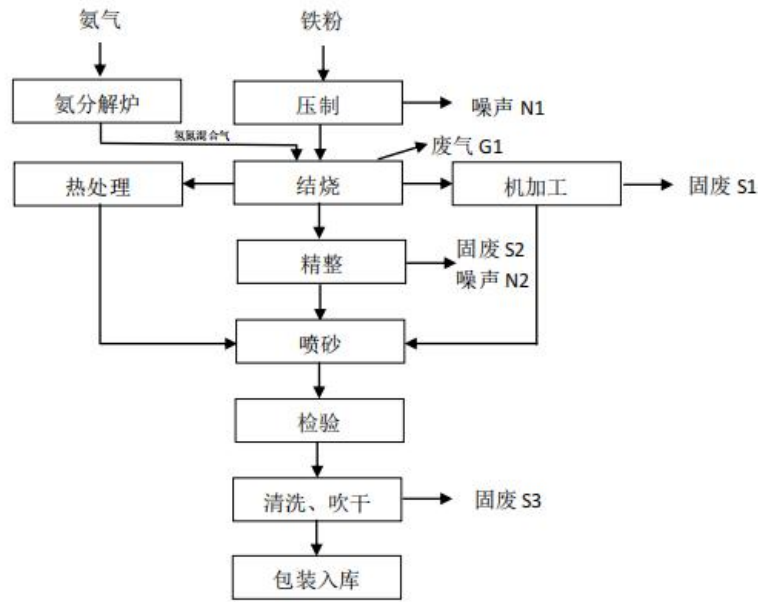 氨气
铁粉
氨分解炉
压制
噪声 N1
氢氮混合气
废气 G1
热处理
结烧
机加工
固废 S1
精整
固废 S2
噪声 N2
喷砂
检验
清洗、吹干
固废 S3
包装入库